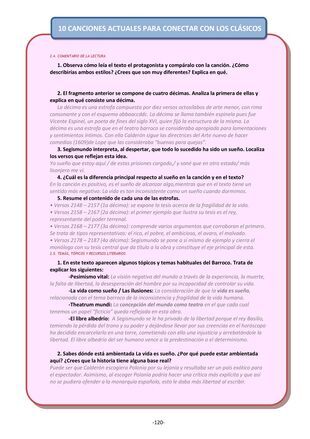 10 CANCIONES ACTUALES PARA CONECTAR CON LOS CLÁSICOS
2.4. COMENTARIO DE LA LECTURA
1. Observa cómo leía el texto el protagonista y compáralo con la canción. ¿Cómo
describirías ambos estilos? ¿Crees que son muy diferentes? Explica en qué.
2. El fragmento anterior se compone de cuatro décimas. Analiza la primera de ellas y
explica en qué consiste una décima.
La décima es una estrofa compuesta por diez versos octosílabos de arte menor, con rima
consonante y con el esquema abbaaccddc. La décima se llama también espinela pues fue
Vicente Espinel, un poeta de fines del siglo XVI, quien fijó la estructura de la misma. La
décima es una estrofa que en el teatro barroco se consideraba apropiada para lamentaciones
y sentimientos íntimos. Con ella Calderón sigue las directrices del Arte nuevo de hacer
comedias (1609)de Lope que las consideraba "buenas para quejas".
3. Segismundo interpreta, al despertar, que todo lo sucedido ha sido un sueño. Localiza
los versos que reflejan esa idea.
Yo sueño que estoy aquí / de estas prisiones cargado,/ y soné que en otro estado/ más
lisonjero me vi.
4. ¿Cuál es la diferencia principal respecto al sueño en la canción y en el texto?
En la canción es positivo, es el sueño de alcanzar algo,mientras que en el texto tiene un
sentido más negativo: La vida es tan inconsistente como un sueño cuando dormimos.
5. Resume el contenido de cada una de las estrofas.
• Versos 2148 – 2157 (1a décima): se expone la tesis acerca de la fragilidad de la vida.
• Versos 2158 – 2167 (2a décima): el primer ejemplo que ilustra su tesis es el rey,
representante del poder terrenal.
• Versos 2168 – 2177 (3a décima): comprende varios argumentos que corroboran el primero.
Se trata de tipos representativos: el rico, el pobre, el ambicioso, el avaro, el malvado.
• Versos 2178 – 2187 (4a décima): Segismundo se pone a sí mismo de ejemplo y cierra el
monólogo con su tesis central que da título a la obra y constituye el eje principal de esta.
2.5. TEMAS, TÓPICOS Y RECURSOS LITERARIOS
1. En este texto aparecen algunos tópicos y temas habituales del Barroco. Trata de
explicar los siguientes:
-Pesimismo vital: La visión negativa del mundo a través de la experiencia, la muerte,
la falta de libertad, la desesperación del hombre por su incapacidad de controlar su vida.
-La vida como sueño / Las ilusiones: La consideración de que la vida es sueño,
relacionada con el tema barroco de la inconsistencia y fragilidad de la vida humana.
-Theatrum mundi: La concepción del mundo como teatro en que cada cual
tenemos un papel "ficticio" queda reflejada en esta obra.
-El libre albedrío: A Segismundo se le ha privado de la libertad porque el rey Basilio,
temiendo la pérdida del trono y su poder y dejándose llevar por sus creencias en el horóscopo
ha decidido encarcelarlo en una torre, cometiendo con ello una injusticia y arrebatándole la
libertad. El libre albedrío del ser humano vence a la predestinación o el determinismo.
2. Sabes dónde está ambientada La vida es sueño. ¿Por qué puede estar ambientada
aquí? ¿Crees que la historia tiene alguna base real?
Puede ser que Calderón escogiera Polonia por su lejanía y resultaba ser un país exótico para
el espectador. Asimismo, al escoger Polonia podría hacer una crítica más explícita y que así
no se pudiera ofender a la monarquía española, esto le daba más libertad al escribir.
-120-